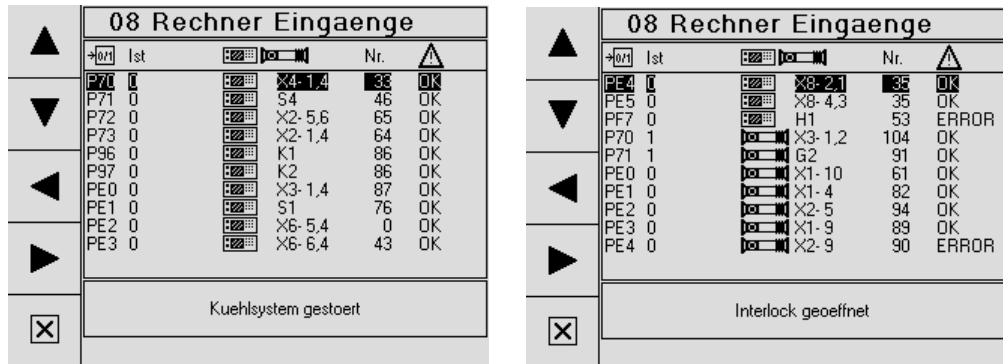 08 Rechner Eingaenge
0/1 Ist Nr.
P70 0 X4-1,4 33 OK
P71 0 S4 46 OK
P72 0 X2-5,6 65 OK
P73 0 X2-1,4 64 OK
P96 0 K1 86 OK
P97 0 K2 86 OK
PE0 0 X3-1,4 87 OK
PE1 0 S1 76 OK
PE2 0 X6-5,4 0 OK
PE3 0 X6-6,4 43 OK
Kuehlsystem gestoert
08 Rechner Eingaenge
0/1 Ist Nr.
PE4 0 X8-2,1 35 OK
PE5 0 X8-4,3 35 OK
PF7 0 H1 53 ERROR
P70 1 X3-1,2 104 OK
P71 1 G2 91 OK
PE0 0 X1-10 61 OK
PE1 0 X1-4 82 OK
PE2 0 X2-5 94 OK
PE3 0 X1-9 89 OK
PE4 0 X2-9 90 ERROR
Interlock geoeffnet